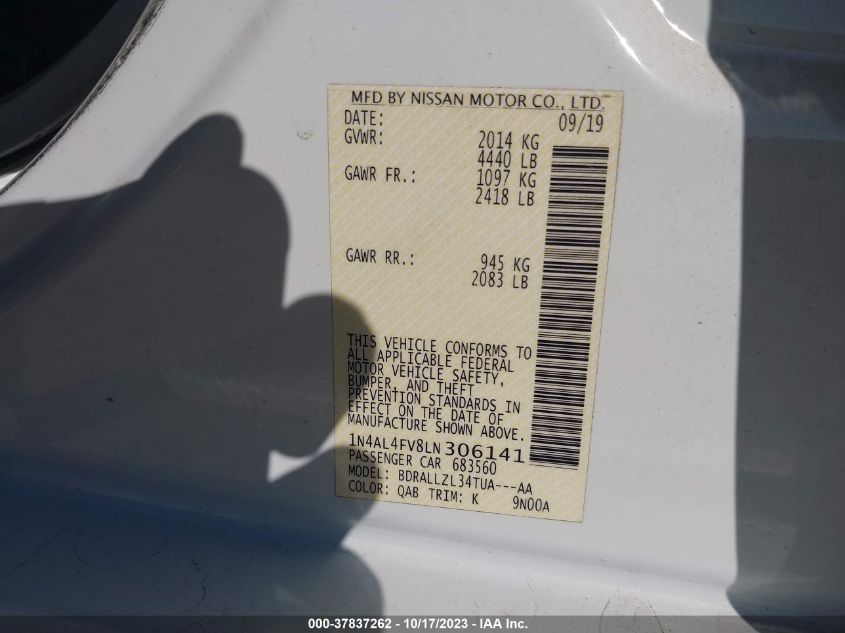 MFD BY NISSAN MOTOR CO., LTD.
DATE: 09/19
GVWR: 2014 KG
4440 LB
GAWR FR.: 1097 KG
2418 LB
GAWR RR.: 945 KG
2083 LB
THIS VEHICLE CONFORMS TO
ALL APPLICABLE FEDERAL
MOTOR VEHICLE SAFETY,
BUMPER, AND THEFT
PREVENTION STANDARDS IN
EFFECT ON THE DATE OF
MANUFACTURE SHOWN ABOVE.
1N4AL4FV8LN306141
PASSENGER CAR 683560
MODEL: BDRALLZL34TUA---AA
COLOR: QAB TRIM: K 9N00A
000-37837262 - 10/17/2023 - IAA Inc.